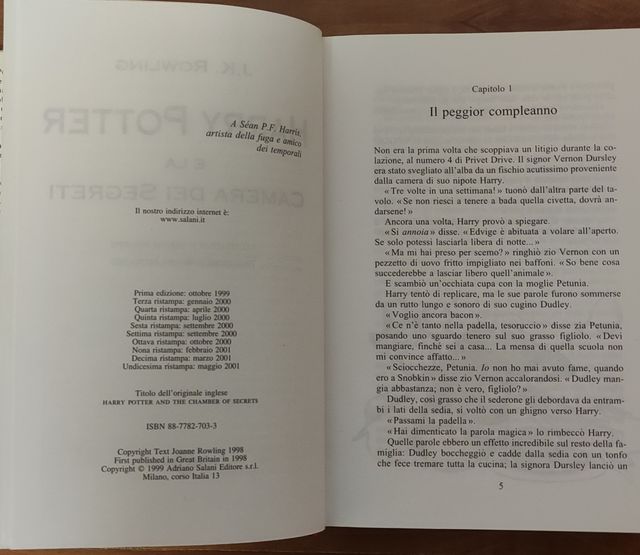 A Séan P.F. Harris,
artista della fuga e amico
dei temporali
Il nostro indirizzo internet è:
www.salani.it
Prima edizione: ottobre 1999
Terza ristampa: gennaio 2000
Quarta ristampa: aprile 2000
Quinta ristampa: luglio 2000
Sesta ristampa: settembre 2000
Settima ristampa: settembre 2000
Ottava ristampa: ottobre 2000
Nona ristampa: febbraio 2001
Decima ristampa: marzo 2001
Undicesima ristampa: maggio 2001
Titolo dell'originale inglese
HARRY POTTER AND THE CHAMBER OF SECRETS
ISBN 88-7782-703-3
Copyright Text Joanne Rowling 1998
First published in Great Britain in 1998
Copyright © 1999 Adriano Salani Editore s.r.l.
Milano, corso Italia 13
Capitolo 1
Il peggior compleanno
Non era la prima volta che scoppiava un litigio durante la co-
lazione, al numero 4 di Privet Drive. Il signor Vernon Dursley
era stato svegliato all'alba da un fischio acutissimo proveniente
dalla camera di suo nipote Harry.
«Tre volte in una settimana!» tuonò dall'altra parte del ta-
volo. «Se non riesci a tenere a bada quella civetta, dovrà an-
darsene!»
Ancora una volta, Harry provò a spiegare.
«Si annoia» disse. «Edvige è abituata a volare all'aperto.
Se solo potessi lasciarla libera di notte...»
«Ma mi hai preso per scemo?» ringhiò zio Vernon con un
pezzetto di uovo fritto impigliato nei baffoni. «So bene cosa
succederebbe a lasciar libero quell'animale».
E scambiò un'occhiata cupa con la moglie Petunia.
Harry tentò di replicare, ma le sue parole furono sommerse
da un rutto lungo e sonoro di suo cugino Dudley.
«Voglio ancora bacon».
«Ce n'è tanto nella padella, tesoruccio» disse zia Petunia,
posando uno sguardo tenero sul suo grasso figliolo. «Devi
mangiare, finché sei a casa... La mensa di quella scuola non
mi convince affatto...»
«Sciocchezze, Petunia. Io non ho mai avuto fame, quando
ero a Snobkin» disse zio Vernon accalorandosi. «Dudley man-
gia abbastanza; non è vero, figliolo?»
Dudley, così grasso che il sederone gli debordava da entram-
bi i lati della sedia, si voltò con un ghigno verso Harry.
«Passami la padella».
«Hai dimenticato la parola magica» lo rimbeccò Harry.
Quelle parole ebbero un effetto incredibile sul resto della fa-
miglia: Dudley boccheggiò e cadde dalla sedia con un tonfo
che fece tremare tutta la cucina; la signora Dursley lanciò un
5